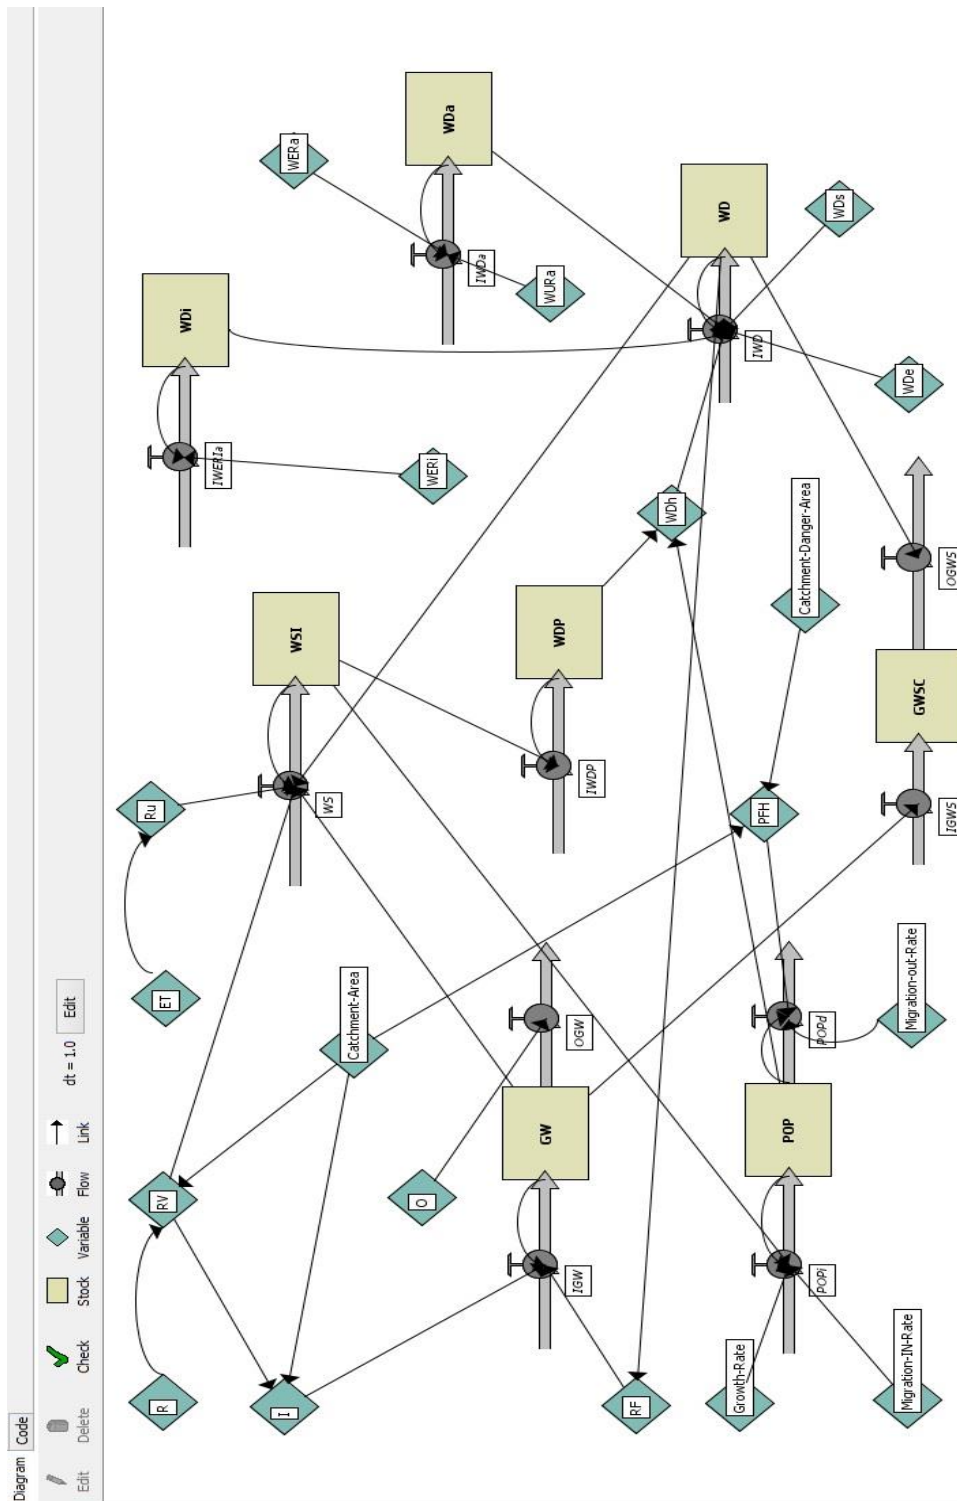 Diagram Code
Edit Delete Check Stock Variable Flow Link dt = 1.0 Edit
R
RV
ET
Ru
I
Catchment-Area
WS
WSI
IWERIa
WDi
WERa
O
WERi
IWDa
WDa
IGW
GW
OGW
IWDP
WDP
WURa
RF
WDh
IWD
WD
Growth-Rate
PFH
Catchment-Danger-Area
WDs
POPi
POP
POPd
WDe
Migration-IN-Rate
Migration-out-Rate
IGWS
GWSC
OGWS